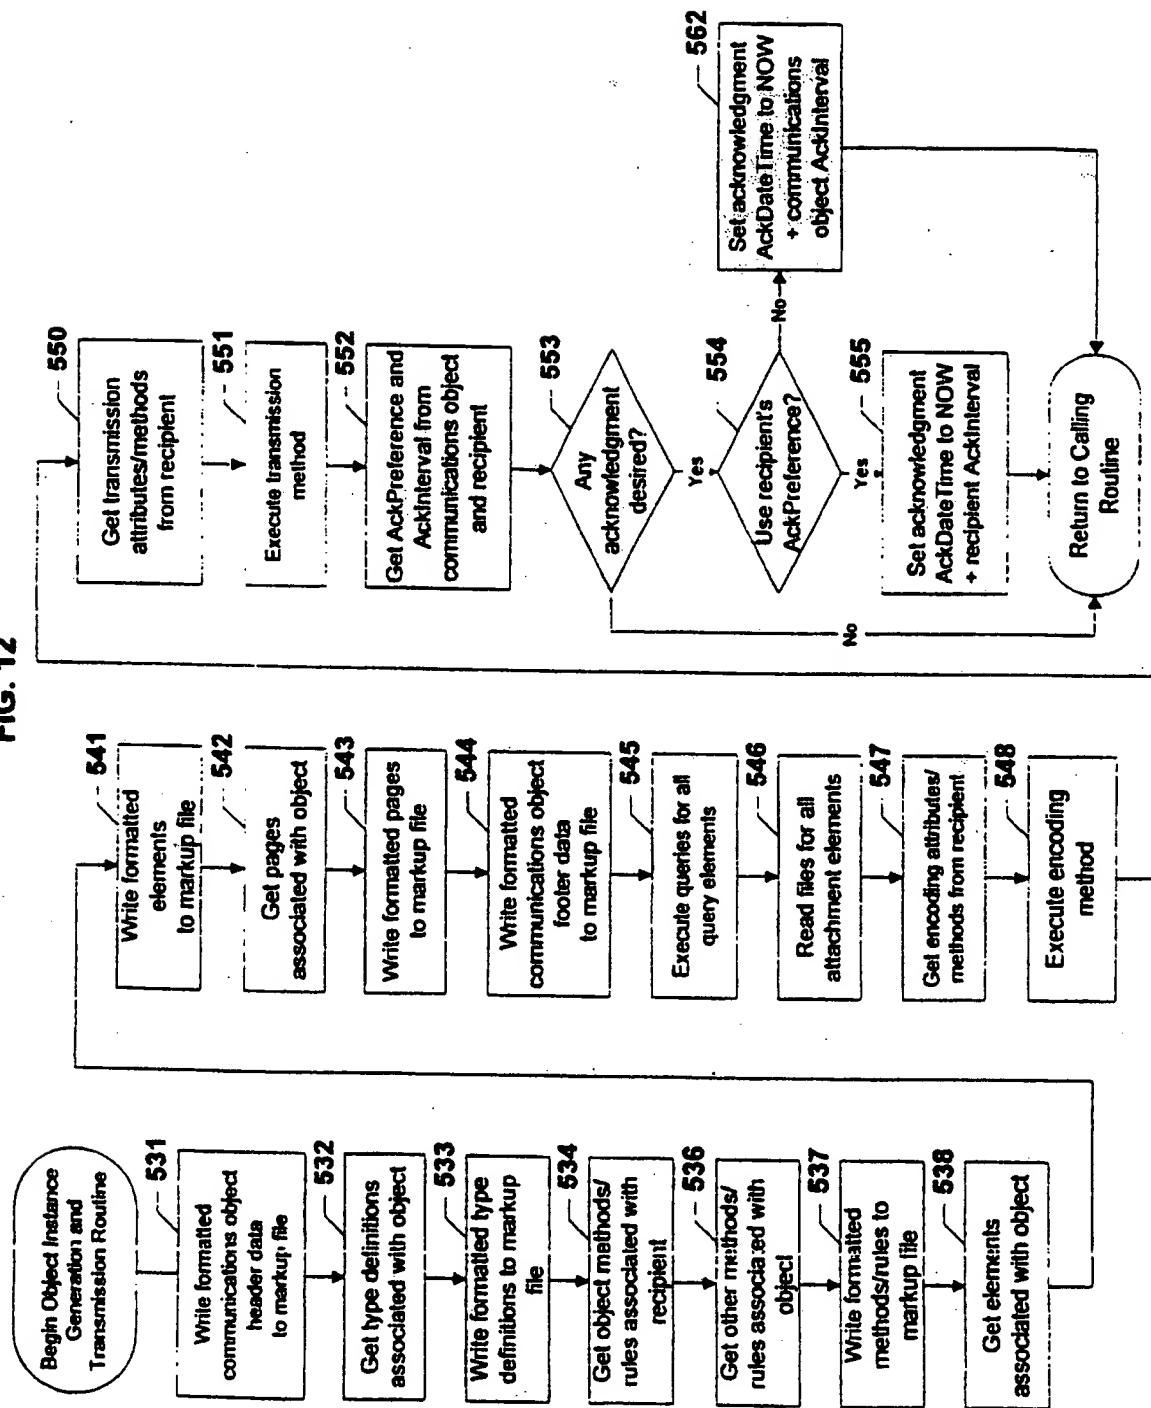 FIG. 12
Begin Object Instance
Generation and
Transmission Routine
531
Write formatted
communications object
header data
to markup file
532
Get type definitions
associated with object
533
Write formatted type
definitions to markup
file
534
Get object methods/
rules associated with
recipient
536
Get other methods/
rules associated with
object
537
Write formatted
methods/rules to
markup file
538
Get elements
associated with object
541
Write formatted
elements
to markup file
542
Get pages
associated with object
543
Write formatted pages
to markup file
544
Write formatted
communications object
footer data
to markup file
545
Execute queries for all
query elements
546
Read files for all
attachment elements
547
Get encoding attributes/
methods from recipient
548
Execute encoding
method
550
Get transmission
attributes/methods
from recipient
551
Execute transmission
method
552
Get AckPreference and
AckInterval from
communications object
and recipient
553
Any
acknowledgment
desired?
Yes
No
554
Use recipient's
AckPreference?
No
Yes
555
Set acknowledgment
AckDateTime to NOW
+ recipient AckInterval
562
Set acknowledgment
AckDateTime to NOW
+ communications
object AckInterval
Return to Calling
Routine